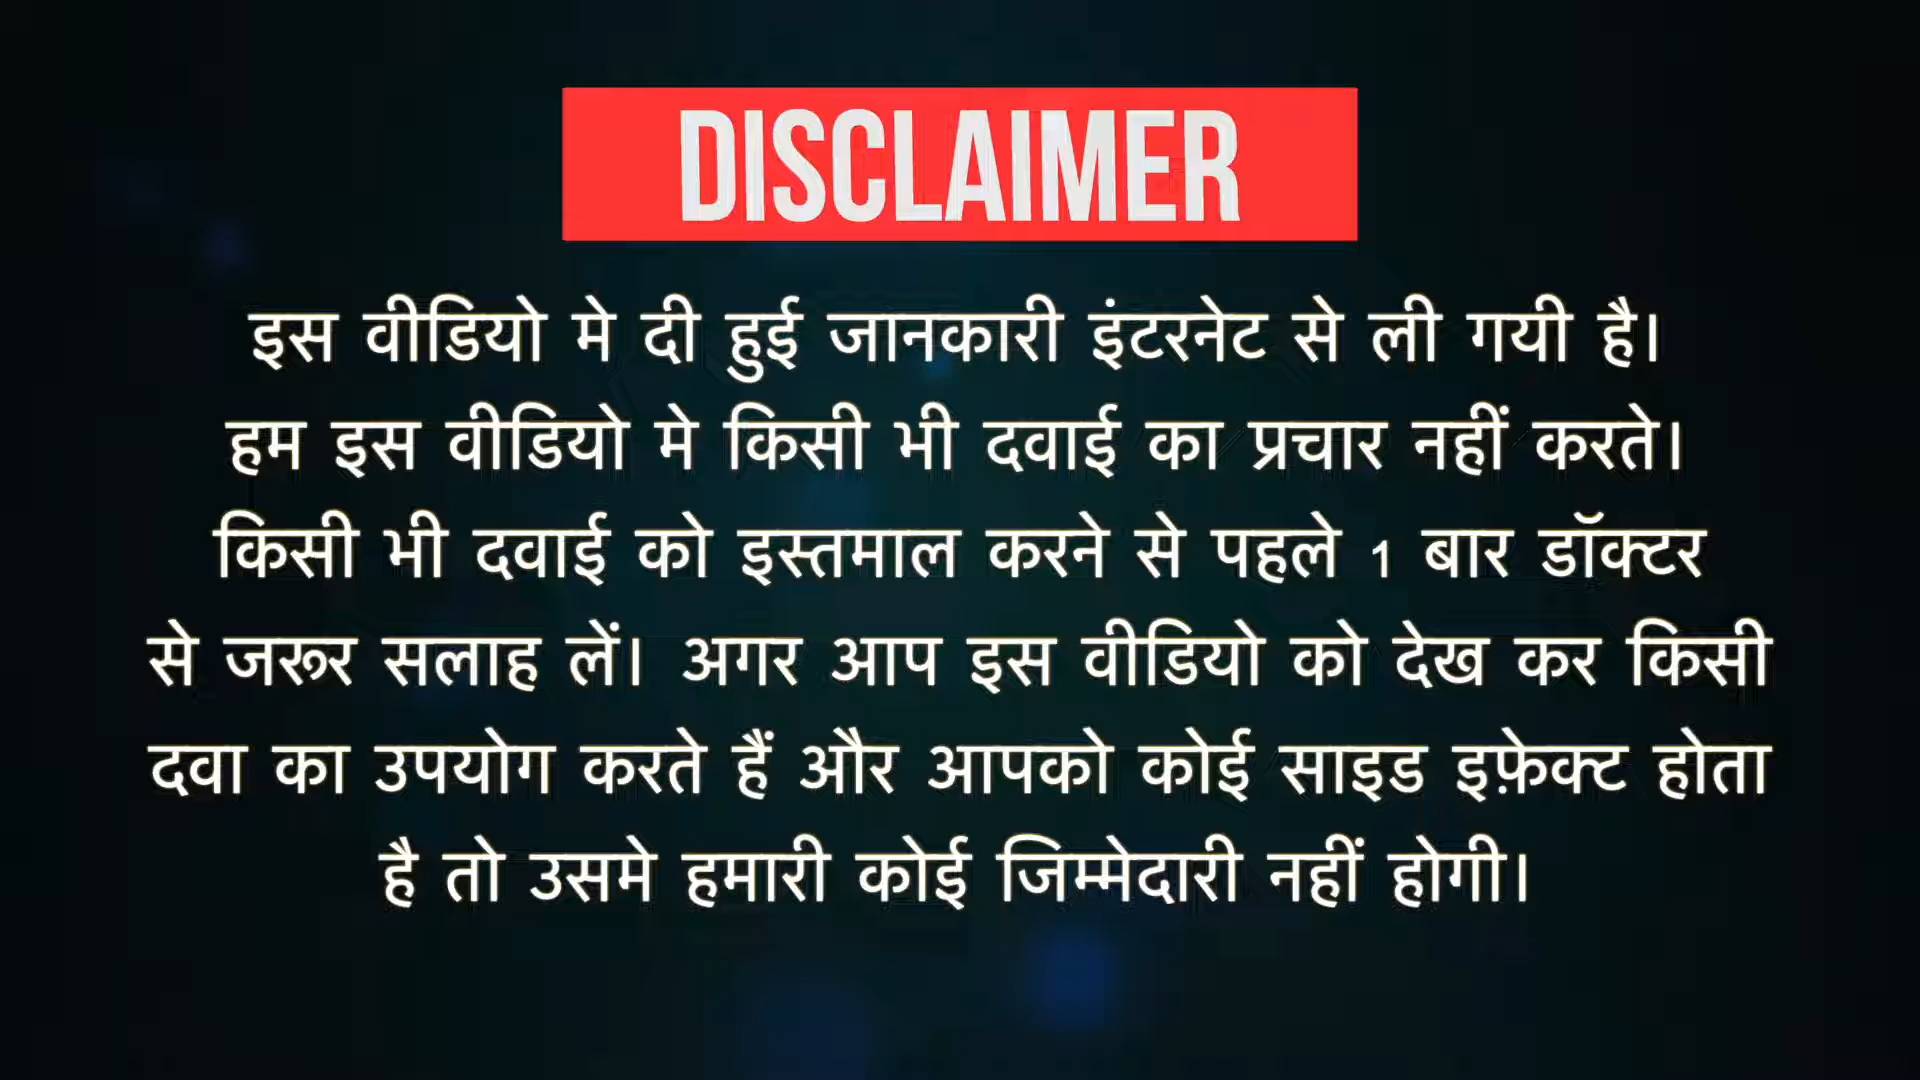 DISCLAIMER
इस वीडियो मे दी हुई जानकारी इंटरनेट से ली गयी है।
हम इस वीडियो मे किसी भी दवाई का प्रचार नहीं करते।
किसी भी दवाई को इस्तमाल करने से पहले 1 बार डॉक्टर
से जरूर सलाह लें। अगर आप इस वीडियो को देख कर किसी
दवा का उपयोग करते हैं और आपको कोई साइड इफ़ेक्ट होता
है तो उसमे हमारी कोई जिम्मेदारी नहीं होगी।